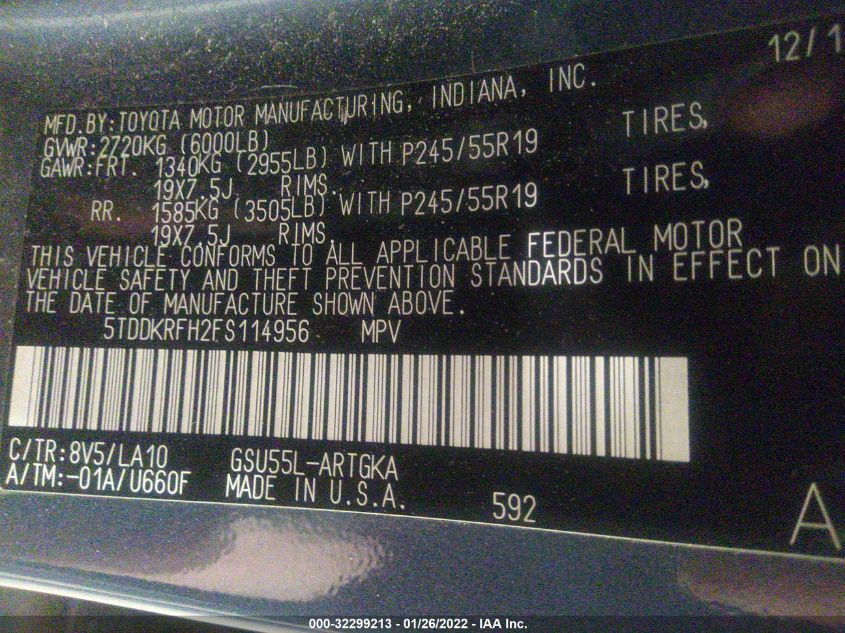 12/1
MFD.BY:TOYOTA MOTOR MANUFACTURING, INDIANA, INC.
GVWR:2720KG (6000LB)
GAWR:FRT. 1340KG (2955LB) WITH P245/55R19 TIRES,
19X7.5J RIMS.
RR. 1585KG (3505LB) WITH P245/55R19 TIRES,
19X7.5J RIMS.
THIS VEHICLE CONFORMS TO ALL APPLICABLE FEDERAL MOTOR
VEHICLE SAFETY AND THEFT PREVENTION STANDARDS IN EFFECT ON
THE DATE OF MANUFACTURE SHOWN ABOVE.
5TDDKRFH2FS114956 MPV
C/TR:8V5/LA10 GSU55L-ARTGKA
A/TM:-01A/U660F MADE IN U.S.A. 592
A
000-32299213 - 01/26/2022 - IAA Inc.